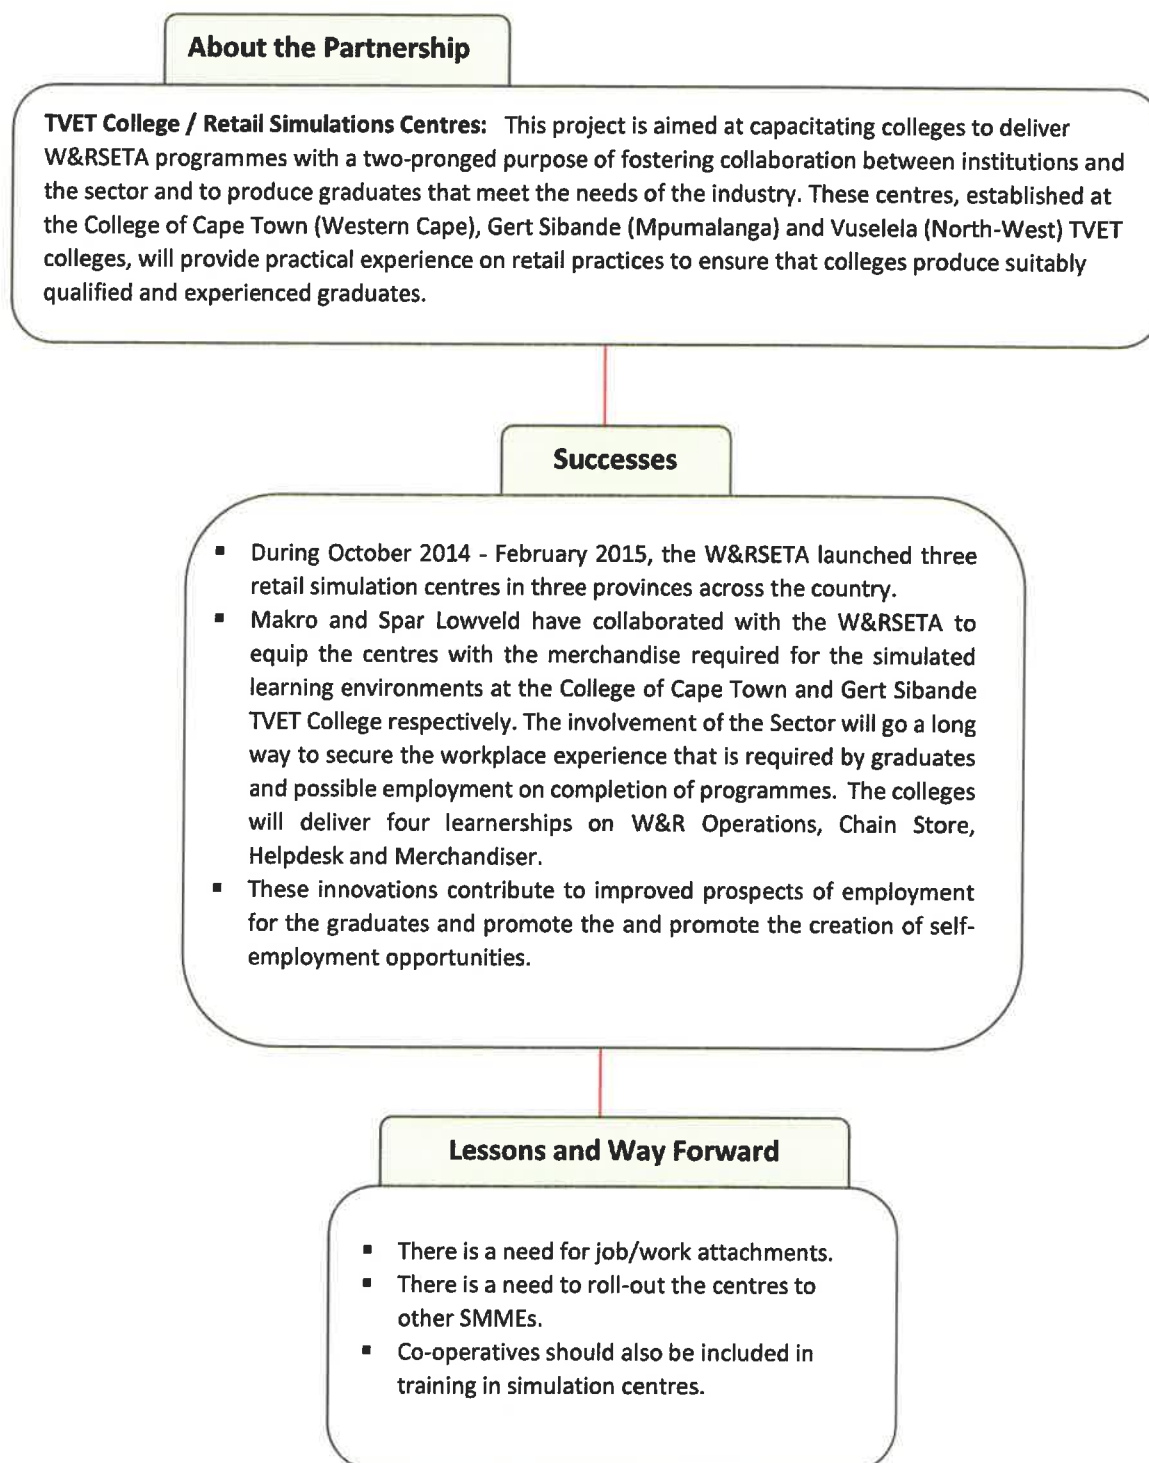 About the Partnership
TVET College / Retail Simulations Centres: This project is aimed at capacitating colleges to deliver
W&RSETA programmes with a two-pronged purpose of fostering collaboration between institutions and
the sector and to produce graduates that meet the needs of the industry. These centres, established at
the College of Cape Town (Western Cape), Gert Sibande (Mpumalanga) and Vuselela (North-West) TVET
colleges, will provide practical experience on retail practices to ensure that colleges produce suitably
qualified and experienced graduates.
Successes
▪ During October 2014 - February 2015, the W&RSETA launched three
retail simulation centres in three provinces across the country.
▪ Makro and Spar Lowveld have collaborated with the W&RSETA to
equip the centres with the merchandise required for the simulated
learning environments at the College of Cape Town and Gert Sibande
TVET College respectively. The involvement of the Sector will go a long
way to secure the workplace experience that is required by graduates
and possible employment on completion of programmes. The colleges
will deliver four learnerships on W&R Operations, Chain Store,
Helpdesk and Merchandiser.
▪ These innovations contribute to improved prospects of employment
for the graduates and promote the and promote the creation of self-
employment opportunities.
Lessons and Way Forward
▪ There is a need for job/work attachments.
▪ There is a need to roll-out the centres to
other SMMEs.
▪ Co-operatives should also be included in
training in simulation centres.